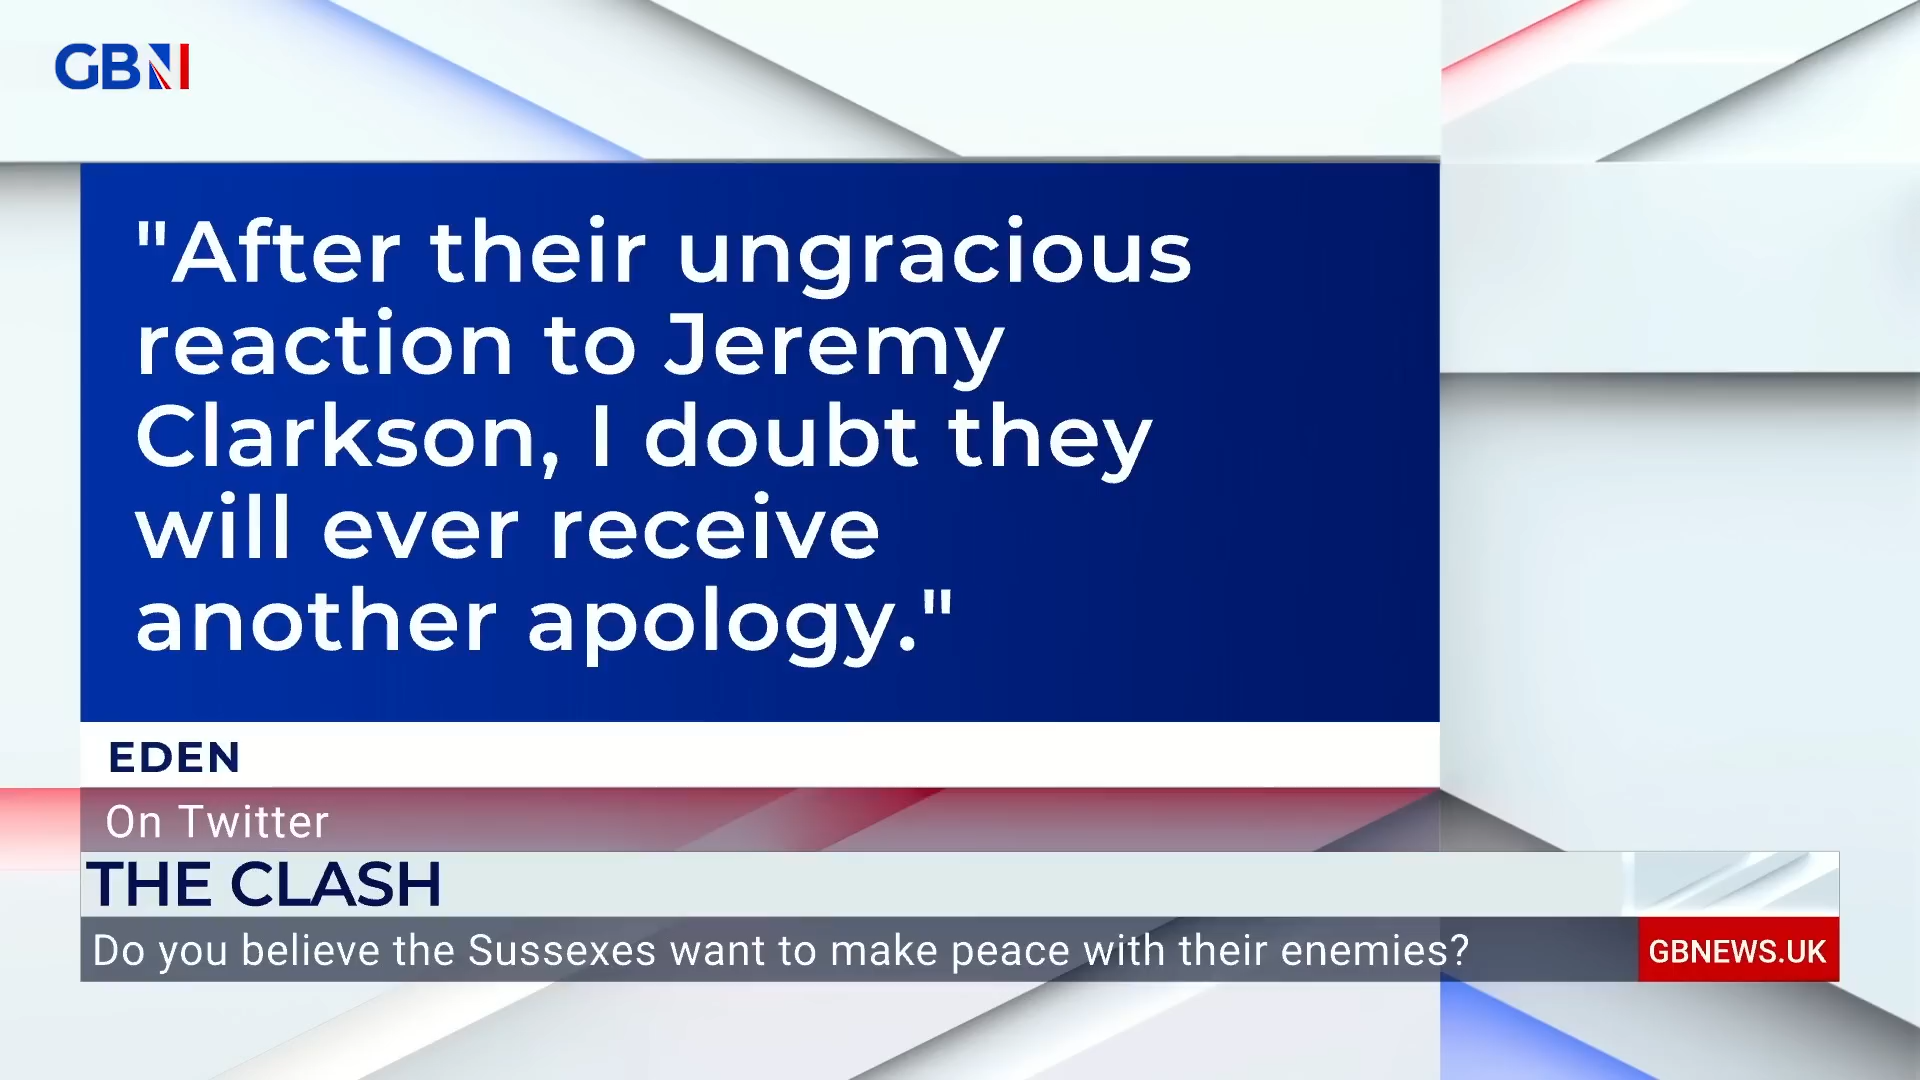 GBN
"After their ungracious
reaction to Jeremy
Clarkson, I doubt they
will ever receive
another apology."
EDEN
On Twitter
THE CLASH
Do you believe the Sussexes want to make peace with their enemies?
GBNEWS.UK